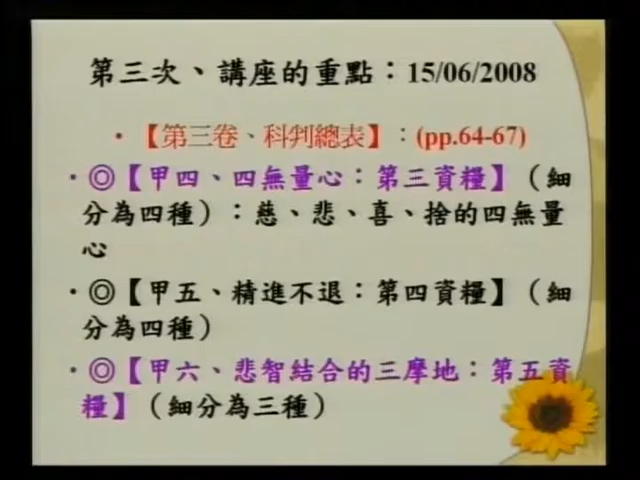 第三次、講座的重點：15/06/2008
•【第三卷、科判總表】：(pp.64-67)
•◎【甲四、四無量心：第三資糧】（細
分為四種）：慈、悲、喜、捨的四無量
心
•◎【甲五、精進不退：第四資糧】（細
分為四種）
•◎【甲六、悲智結合的三摩地：第五資
糧】（細分為三種）